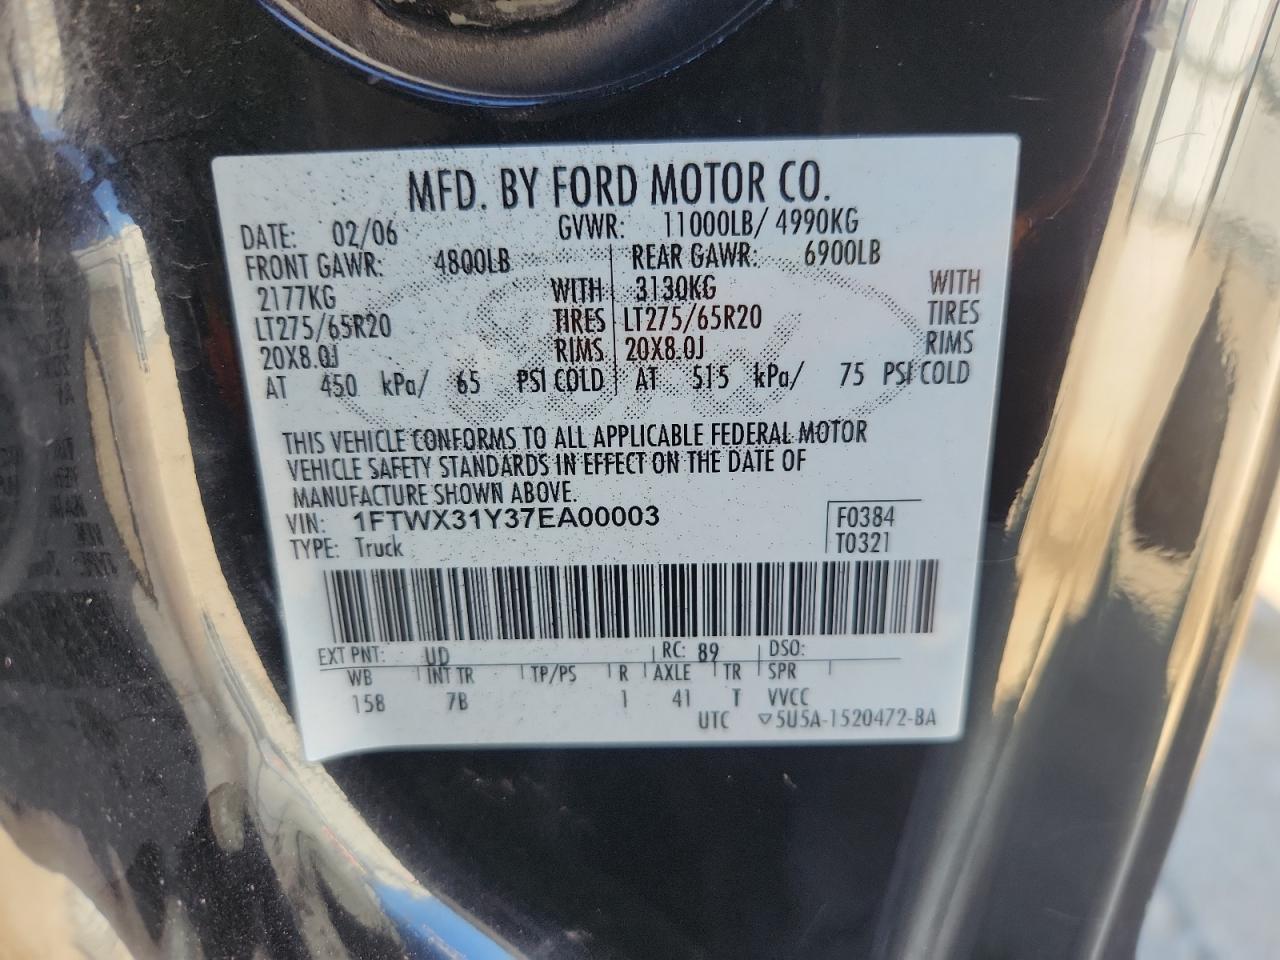 MFD. BY FORD MOTOR CO.
DATE: 02/06 GVWR: 11000LB/ 4990KG
FRONT GAWR: 4800LB REAR GAWR: 6900LB
2177KG WITH 3130KG WITH
LT275/65R20 TIRES LT275/65R20 TIRES
20X8.0J RIMS 20X8.0J RIMS
AT 450 kPa/ 65 PSI COLD AT 515 kPa/ 75 PSI COLD
THIS VEHICLE CONFORMS TO ALL APPLICABLE FEDERAL MOTOR
VEHICLE SAFETY STANDARDS IN EFFECT ON THE DATE OF
MANUFACTURE SHOWN ABOVE.
VIN: 1FTWX31Y37EA00003 F0384
TYPE: Truck T0321
EXT PNT: UD RC: 89 DSO:
WB INT TR TP/PS R AXLE TR SPR
158 7B 1 41 T VVCC
UTC ▽5U5A-1520472-BA